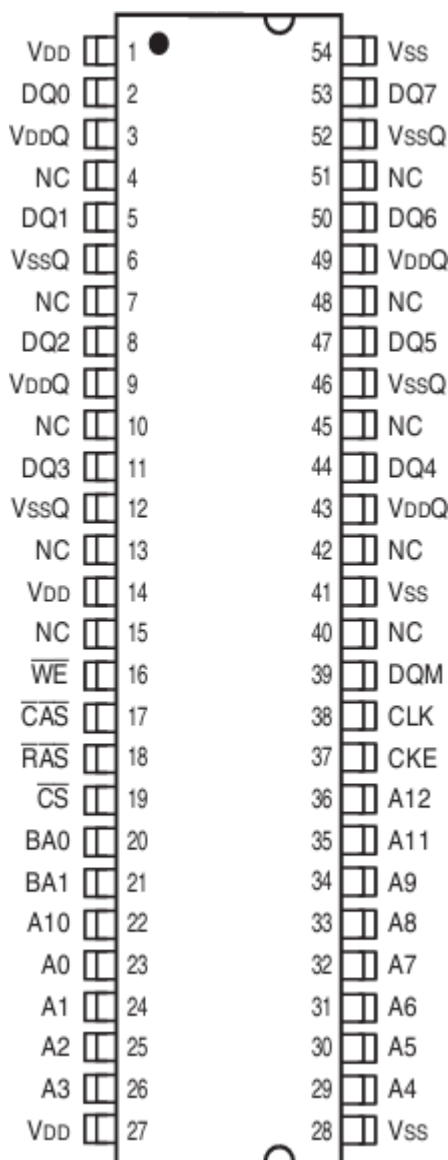 VDD 1 54 VSS
DQ0 2 53 DQ7
VDDQ 3 52 VSSQ
NC 4 51 NC
DQ1 5 50 DQ6
VSSQ 6 49 VDDQ
NC 7 48 NC
DQ2 8 47 DQ5
VDDQ 9 46 VSSQ
NC 10 45 NC
DQ3 11 44 DQ4
VSSQ 12 43 VDDQ
NC 13 42 NC
VDD 14 41 VSS
NC 15 40 NC
W̅E̅ 16 39 DQM
C̅A̅S̅ 17 38 CLK
R̅A̅S̅ 18 37 CKE
C̅S̅ 19 36 A12
BA0 20 35 A11
BA1 21 34 A9
A10 22 33 A8
A0 23 32 A7
A1 24 31 A6
A2 25 30 A5
A3 26 29 A4
VDD 27 28 VSS